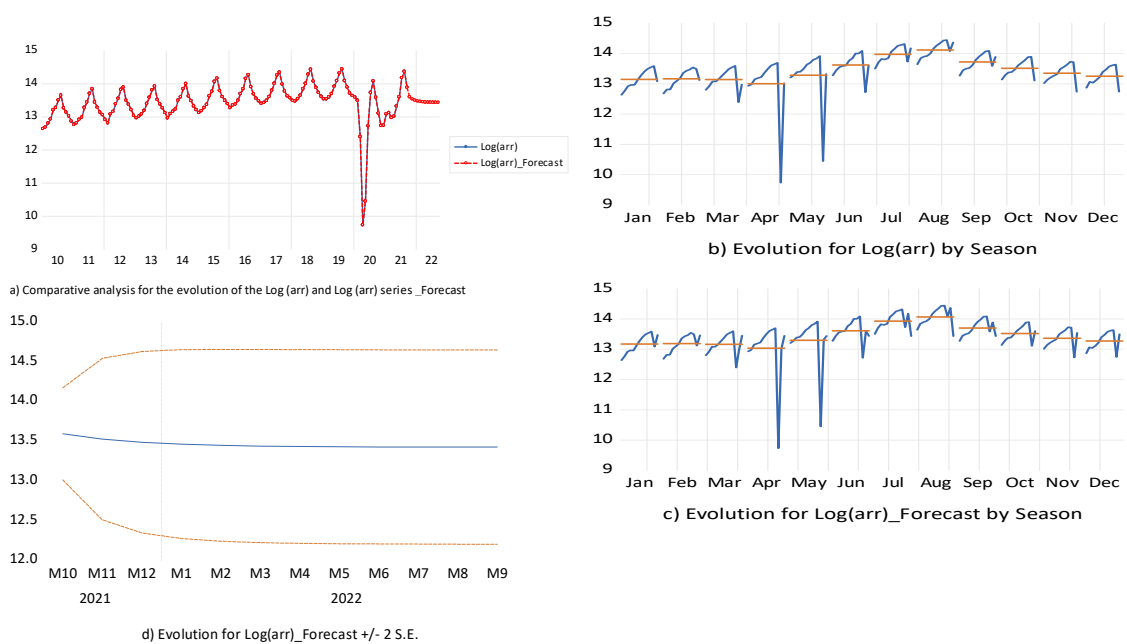 15
14
13
12
11
10
9
10 11 12 13 14 15 16 17 18 19 20 21 22
Log(arr)
Log(arr)_Forecast
a) Comparative analysis for the evolution of the Log (arr) and Log (arr) series _Forecast
15
14
13
12
11
10
9
Jan Feb Mar Apr May Jun Jul Aug Sep Oct Nov Dec
b) Evolution for Log(arr) by Season
15
14
13
12
11
10
9
Jan Feb Mar Apr May Jun Jul Aug Sep Oct Nov Dec
c) Evolution for Log(arr)_Forecast by Season
15.0
14.5
14.0
13.5
13.0
12.5
12.0
M10 M11 M12 M1 M2 M3 M4 M5 M6 M7 M8 M9
2021 2022
d) Evolution for Log(arr)_Forecast +/- 2 S.E.